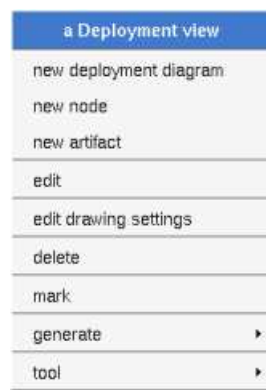 a Deployment view
new deployment diagram
new node
new artifact
edit
edit drawing settings
delete
mark
generate
tool